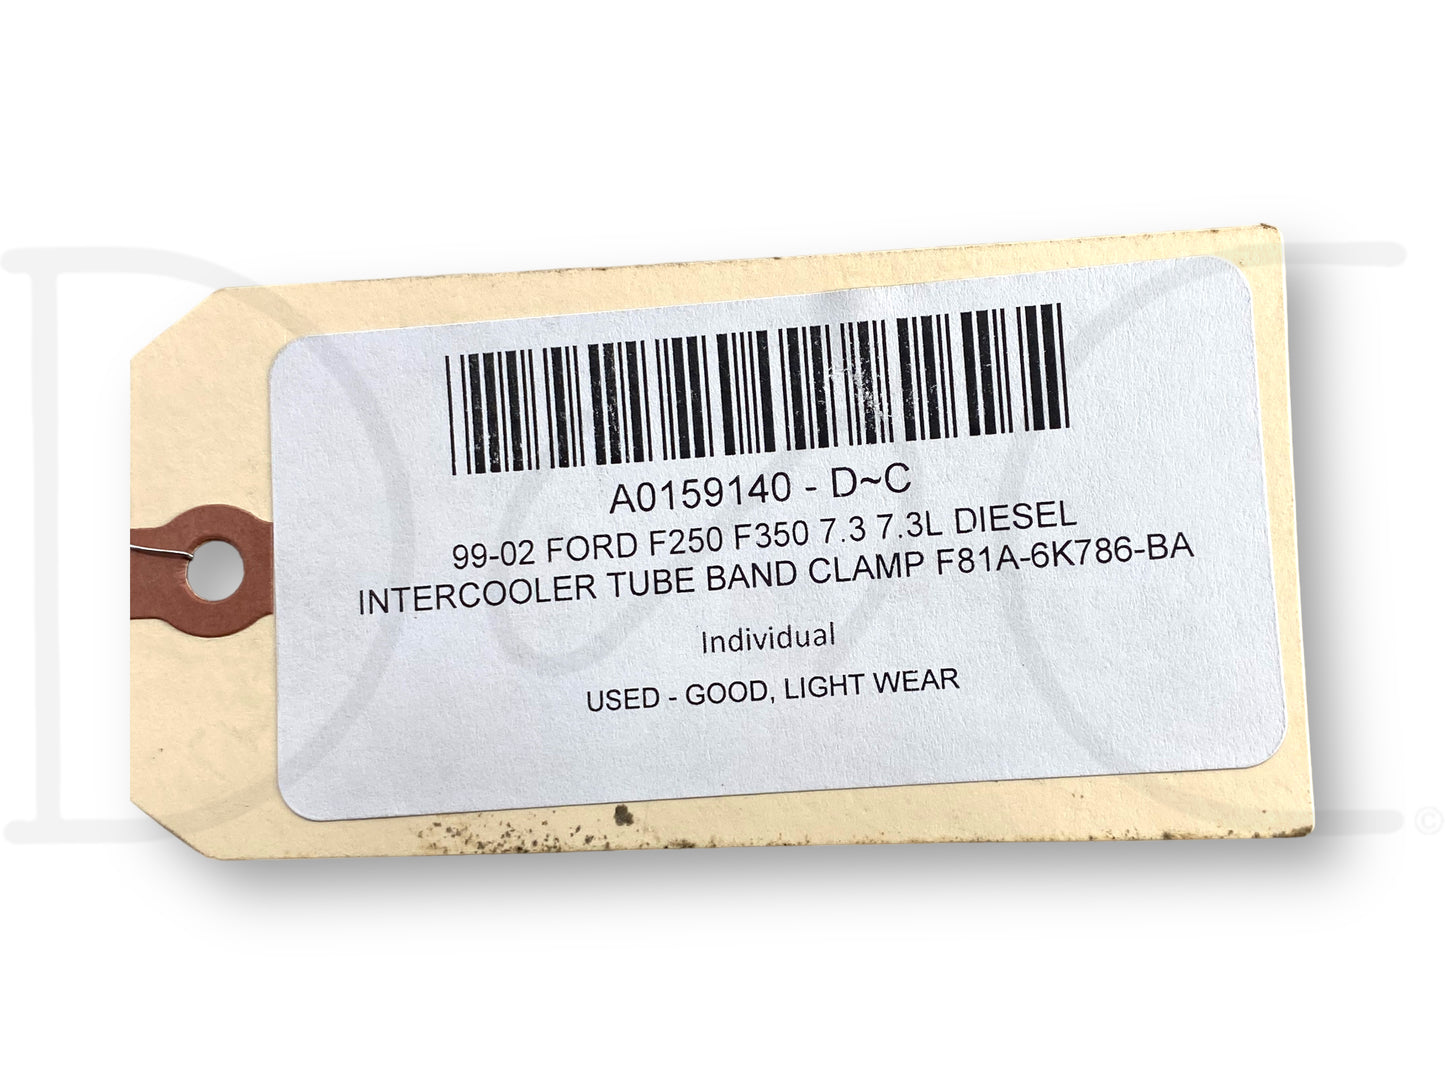 A0159140 - D~C
99-02 FORD F250 F350 7.3 7.3L DIESEL
INTERCOOLER TUBE BAND CLAMP F81A-6K786-BA
Individual
USED - GOOD, LIGHT WEAR
D&C
©